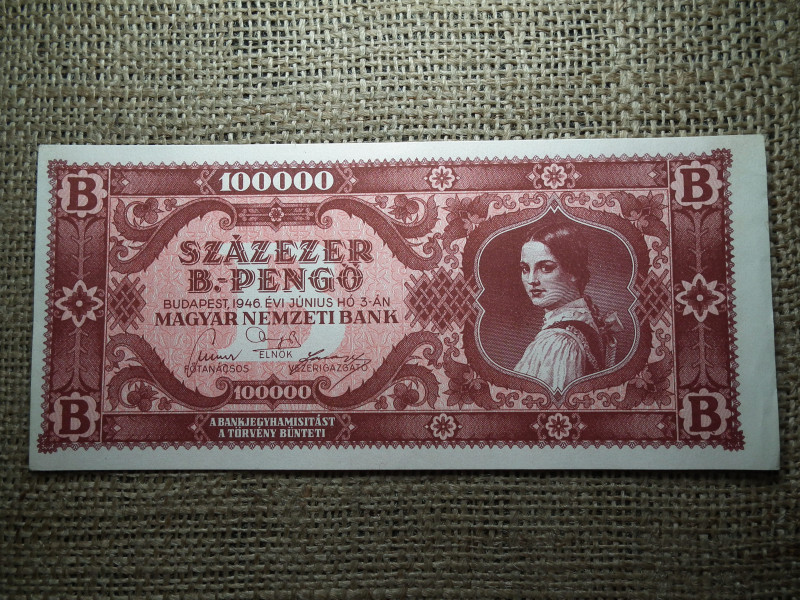 B 100000 B
SZÁZEZER
B.-PENGŐ
BUDAPEST, 1946. ÉVI JÚNIUS HÓ 3-ÁN
MAGYAR NEMZETI BANK
ELNÖK
FŐTANÁCSOS VEZÉRIGAZGATÓ
100000
B A BANKJEGYHAMISÍTÁST B
A TÖRVÉNY BÜNTETI